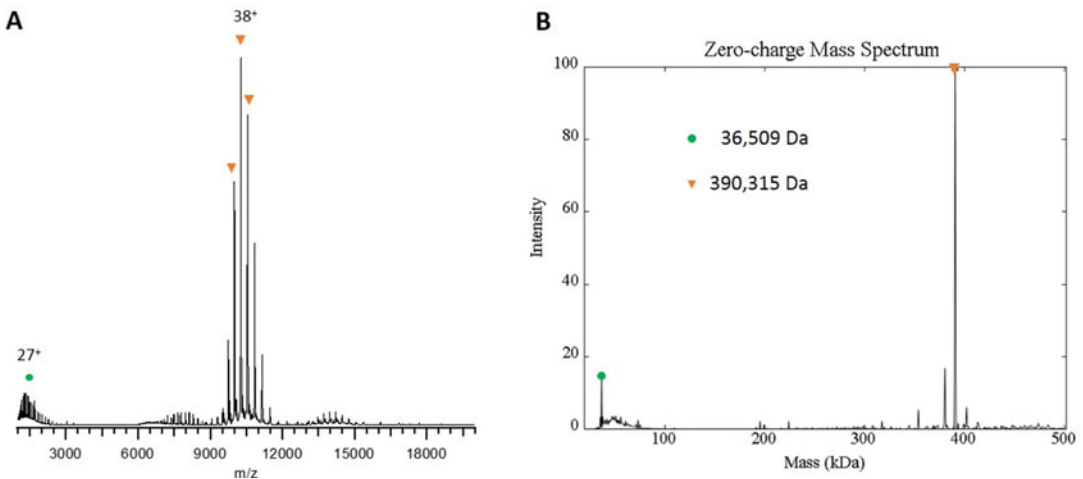 A
38⁺
27⁺
3000 6000 9000 12000 15000 18000
m/z
B
Zero-charge Mass Spectrum
100
80
60
40
20
0
Intensity
36,509 Da
390,315 Da
100 200 300 400 500
Mass (kDa)